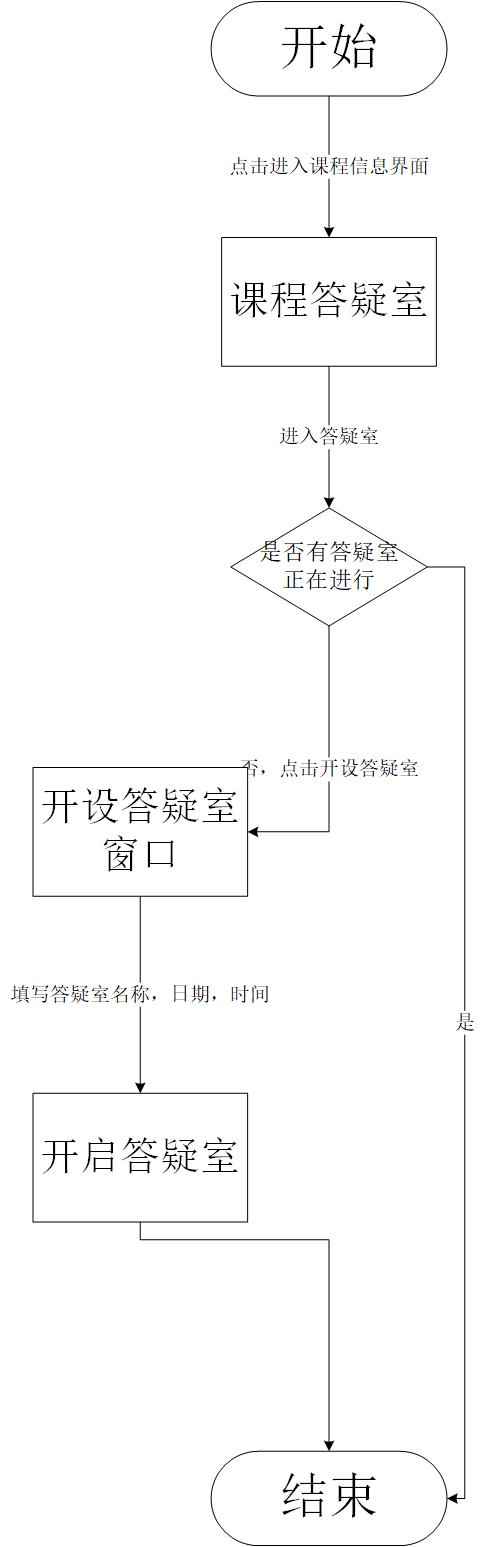 开始
点击进入课程信息界面
课程答疑室
进入答疑室
是否有答疑室
正在进行
否，点击开设答疑室
开设答疑室
窗口
填写答疑室名称，日期，时间
是
开启答疑室
结束